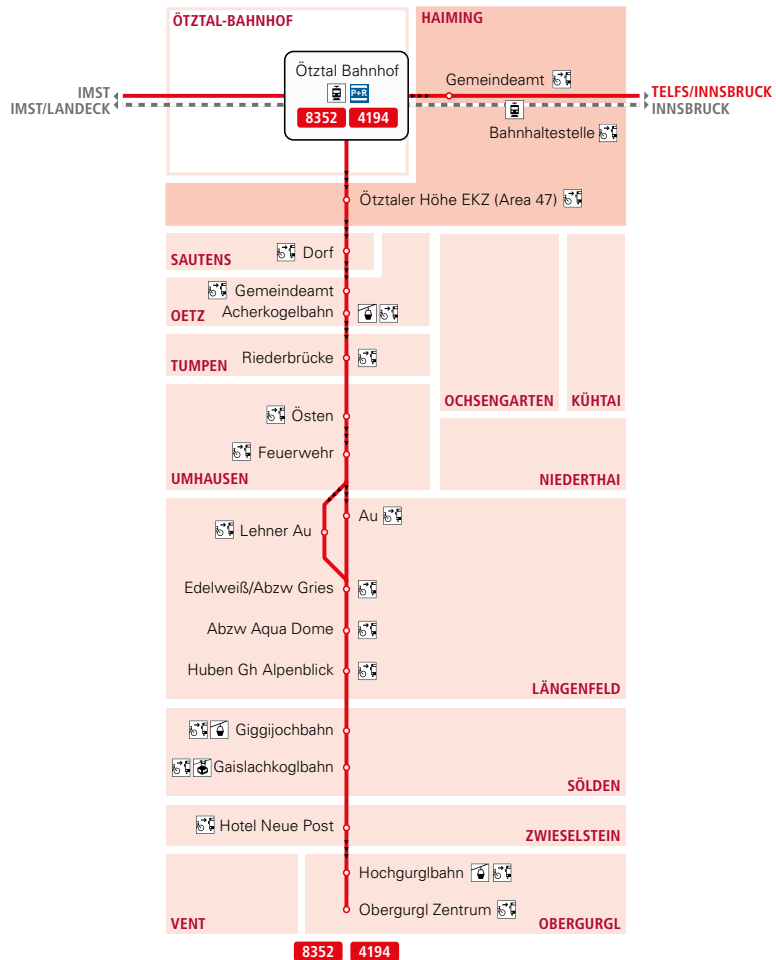 ÖTZTAL-BAHNHOF
HAIMING
Ötztal Bahnhof
P+R
8352 4194
Gemeindeamt
IMST
IMST/LANDECK
TELFS/INNSBRUCK
INNSBRUCK
Bahnhaltestelle
Ötztaler Höhe EKZ (Area 47)
Dorf
SAUTENS
Gemeindeamt
Acherkogelbahn
OETZ
Riederbrücke
TUMPEN
OCHSENGARTEN
KÜHTAI
Östen
Feuerwehr
UMHAUSEN
NIEDERTHAI
Au
Lehner Au
Edelweiß/Abzw Gries
Abzw Aqua Dome
Huben Gh Alpenblick
LÄNGENFELD
Giggijochbahn
Gaislachkoglbahn
SÖLDEN
Hotel Neue Post
ZWIESELSTEIN
Hochgurglbahn
Obergurgl Zentrum
VENT
OBERGURGL
8352 4194